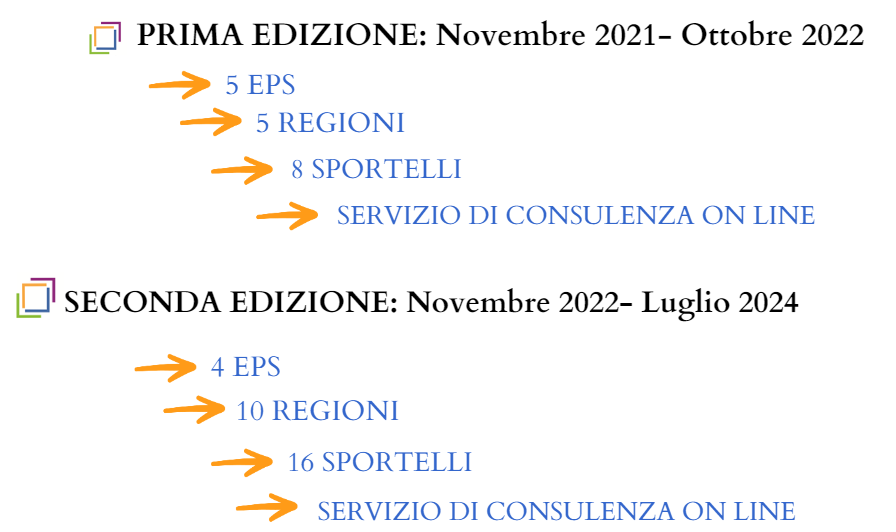 PRIMA EDIZIONE: Novembre 2021- Ottobre 2022
5 EPS
5 REGIONI
8 SPORTELLI
SERVIZIO DI CONSULENZA ON LINE
SECONDA EDIZIONE: Novembre 2022- Luglio 2024
4 EPS
10 REGIONI
16 SPORTELLI
SERVIZIO DI CONSULENZA ON LINE